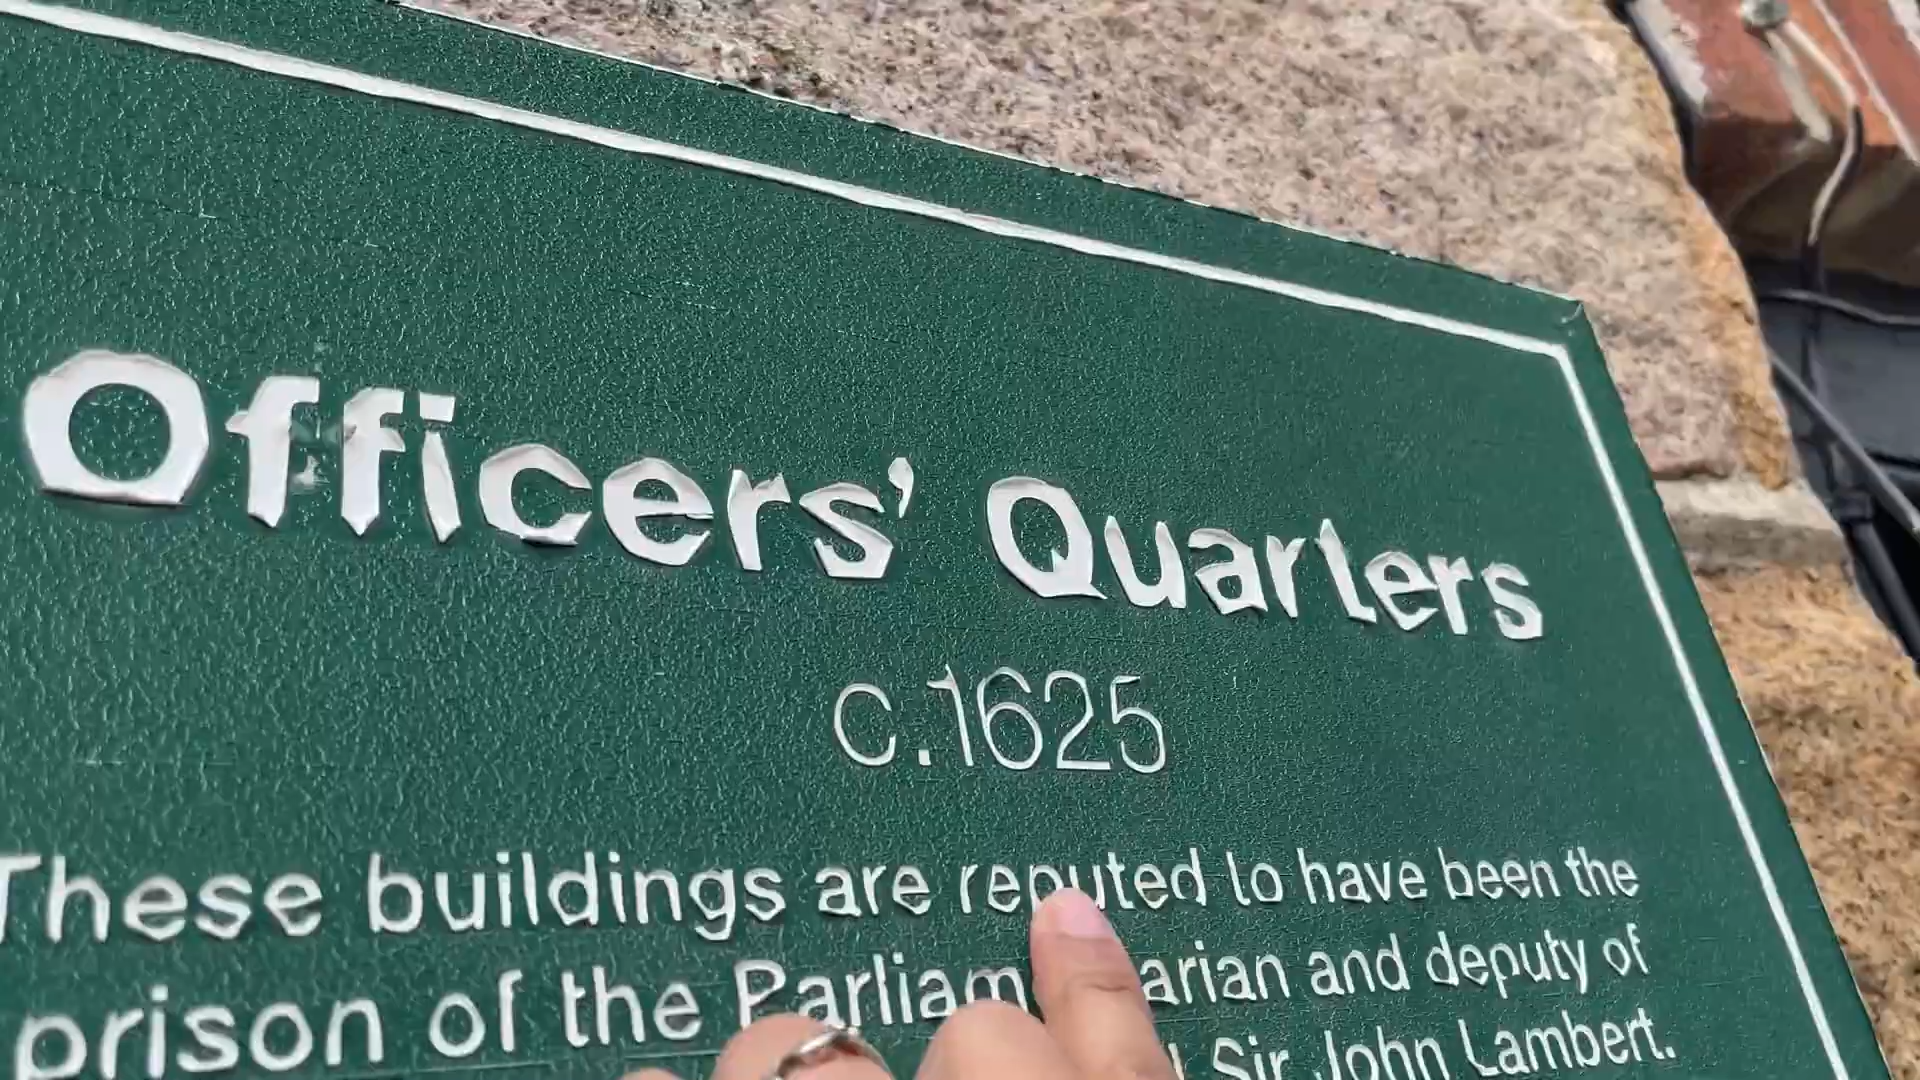 Officers' Quarters
c.1625
These buildings are reputed to have been the
prison of the Parliam arian and deputy of
Sir John Lambert.